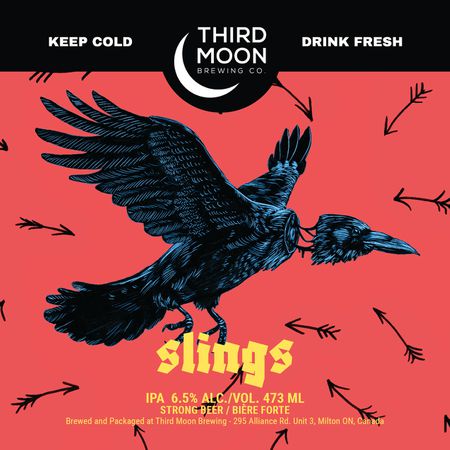 KEEP COLD
THIRD
MOON
BREWING CO.
DRINK FRESH
slings
IPA 6.5% ALC./VOL. 473 ML
STRONG BEER / BIÈRE FORTE
Brewed and Packaged at Third Moon Brewing - 295 Alliance Rd. Unit 3, Milton ON, Canada